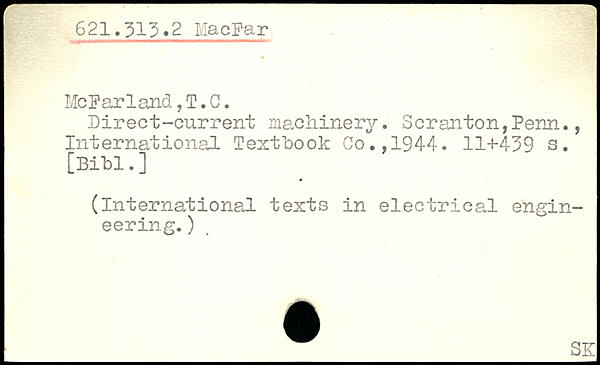 621.313.2 MacFar
McFarland,T.C.
Direct-current machinery. Scranton,Penn.,
International Textbook Co.,1944. 11+439 s.
[Bibl.]
(International texts in electrical engin-
eering.)
SK